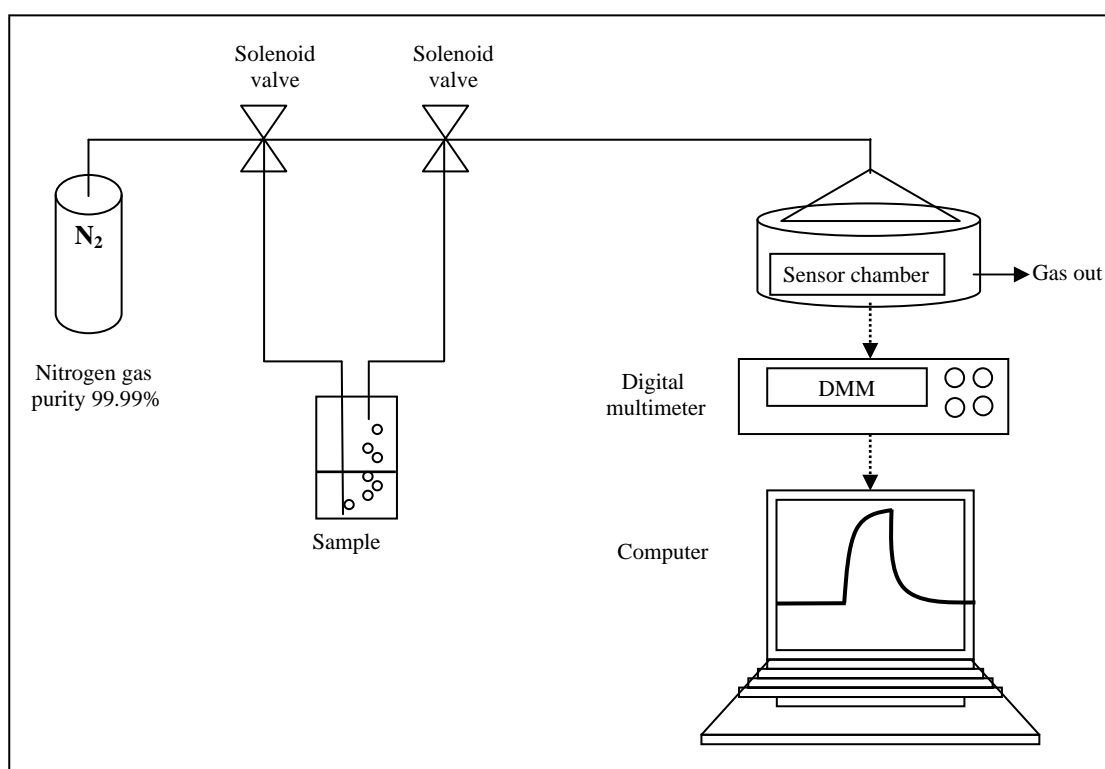 Solenoid
valve
Solenoid
valve
N₂
Sensor chamber
Gas out
Nitrogen gas
purity 99.99%
Digital
multimeter
DMM
Sample
Computer